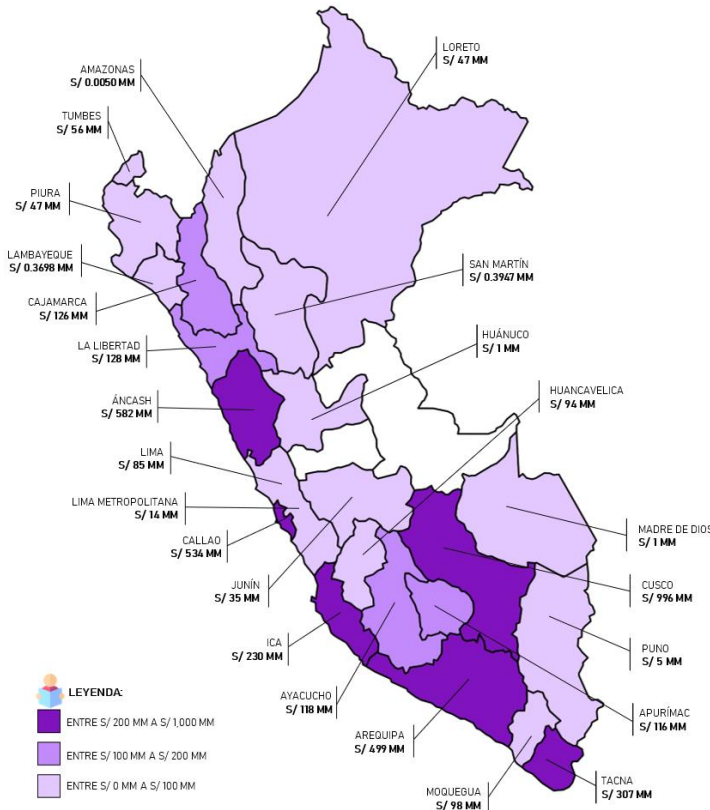 LORETO
S/ 47 MM
AMAZONAS
S/ 0.0050 MM
TUMBES
S/ 56 MM
PIURA
S/ 47 MM
LAMBAYEQUE
S/ 0.3698 MM
SAN MARTÍN
S/ 0.3947 MM
CAJAMARCA
S/ 126 MM
LA LIBERTAD
S/ 128 MM
HUÁNUCO
S/ 1 MM
HUANCAVELICA
S/ 94 MM
ÁNCASH
S/ 582 MM
LIMA
S/ 85 MM
LIMA METROPOLITANA
S/ 14 MM
CALLAO
S/ 534 MM
MADRE DE DIOS
S/ 1 MM
JUNÍN
S/ 35 MM
CUSCO
S/ 996 MM
ICA
S/ 230 MM
PUNO
S/ 5 MM
AYACUCHO
S/ 118 MM
APURÍMAC
S/ 116 MM
AREQUIPA
S/ 499 MM
MOQUEGUA
S/ 98 MM
TACNA
S/ 307 MM
LEYENDA:
ENTRE S/ 200 MM A S/ 1,000 MM
ENTRE S/ 100 MM A S/ 200 MM
ENTRE S/ 0 MM A S/ 100 MM